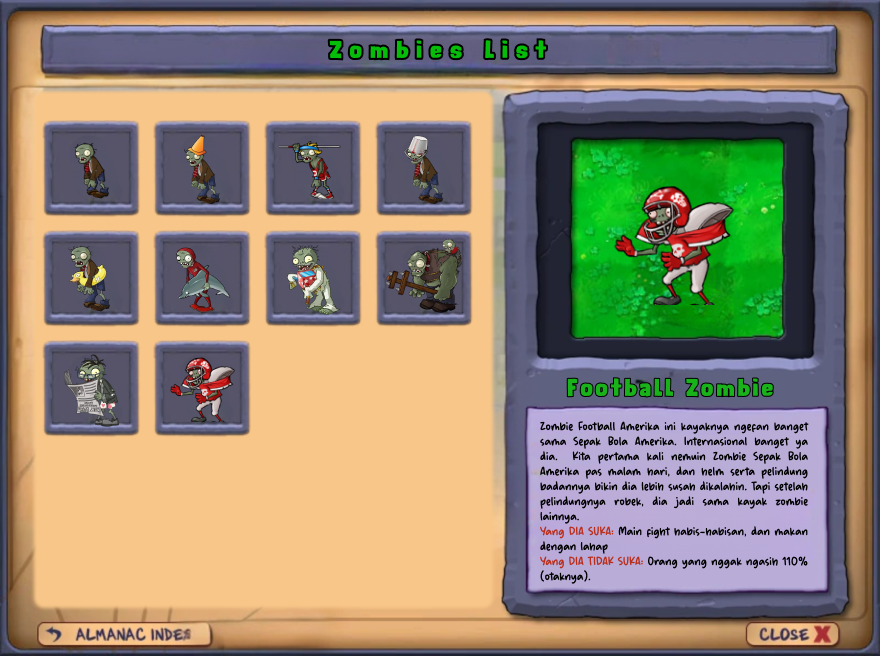 Zombies List
Football Zombie
Zombie Football Amerika ini kayaknya ngefan banget
sama Sepak Bola Amerika. Internasional banget ya
dia. Kita pertama kali nemuin Zombie Sepak Bola
Amerika pas malam hari, dan helm serta pelindung
badannya bikin dia lebih susah dikalahin. Tapi setelah
pelindungnya robek, dia jadi sama kayak zombie
lainnya.
Yang DIA SUKA: Main fight habis-habisan, dan makan
dengan lahap
Yang DIA TIDAK SUKA: Orang yang nggak ngasih 110%
(otaknya).
ALMANAC INDEX
CLOSE X